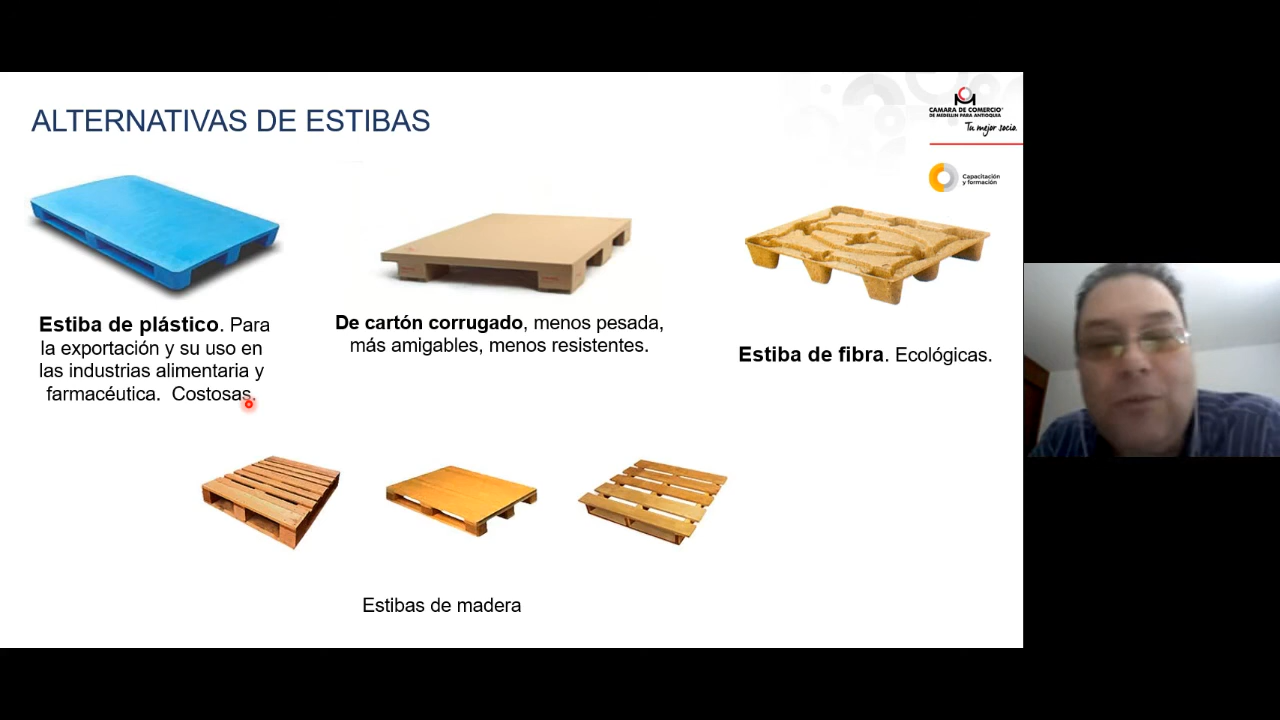 ALTERNATIVAS DE ESTIBAS
CAMARA DE COMERCIO
DE MEDELLIN PARA ANTIOQUIA
Tu mejor socio.
Capacitación
y formación
Estiba de plástico. Para
la exportación y su uso en
las industrias alimentaria y
farmacéutica. Costosas.
De cartón corrugado, menos pesada,
más amigables, menos resistentes.
Estiba de fibra. Ecológicas.
Estibas de madera